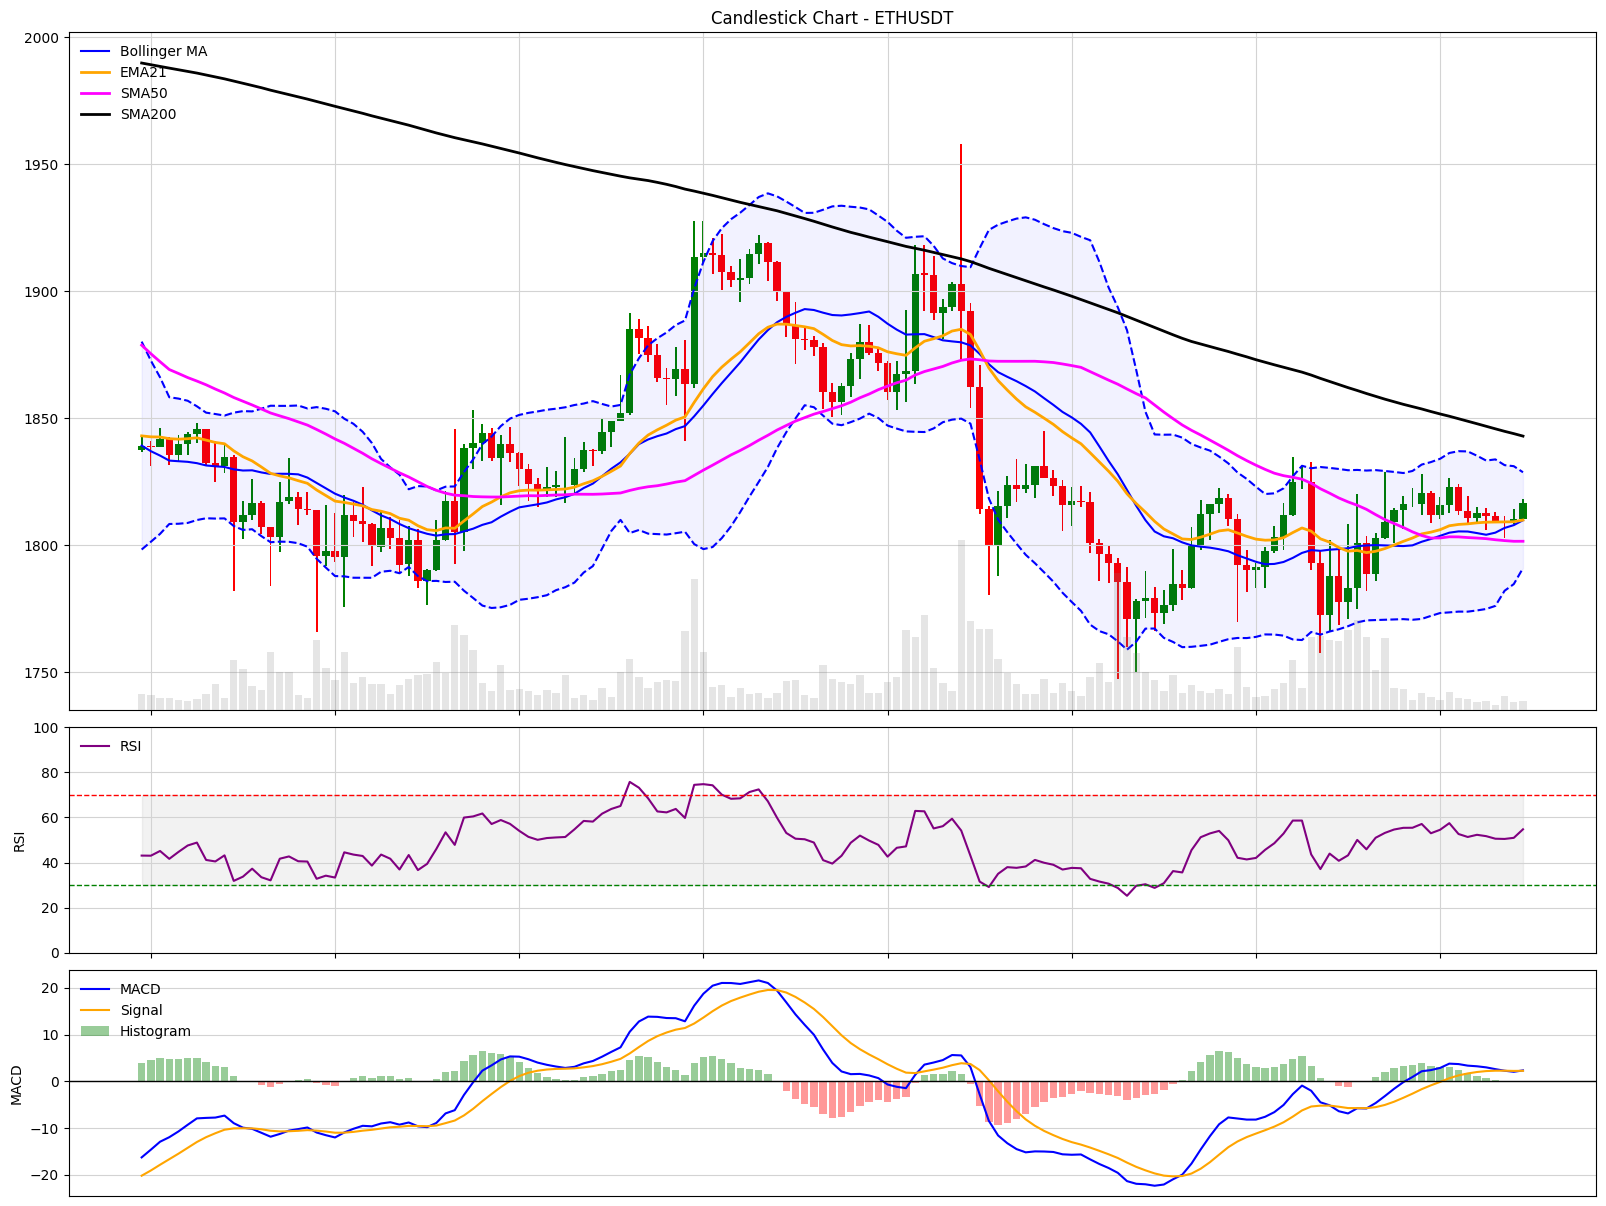 Candlestick Chart - ETHUSDT
2000
1950
1900
1850
1800
1750
Bollinger MA
EMA21
SMA50
SMA200
100
80
60
40
20
0
RSI
RSI
20
10
0
−10
−20
MACD
MACD
Signal
Histogram